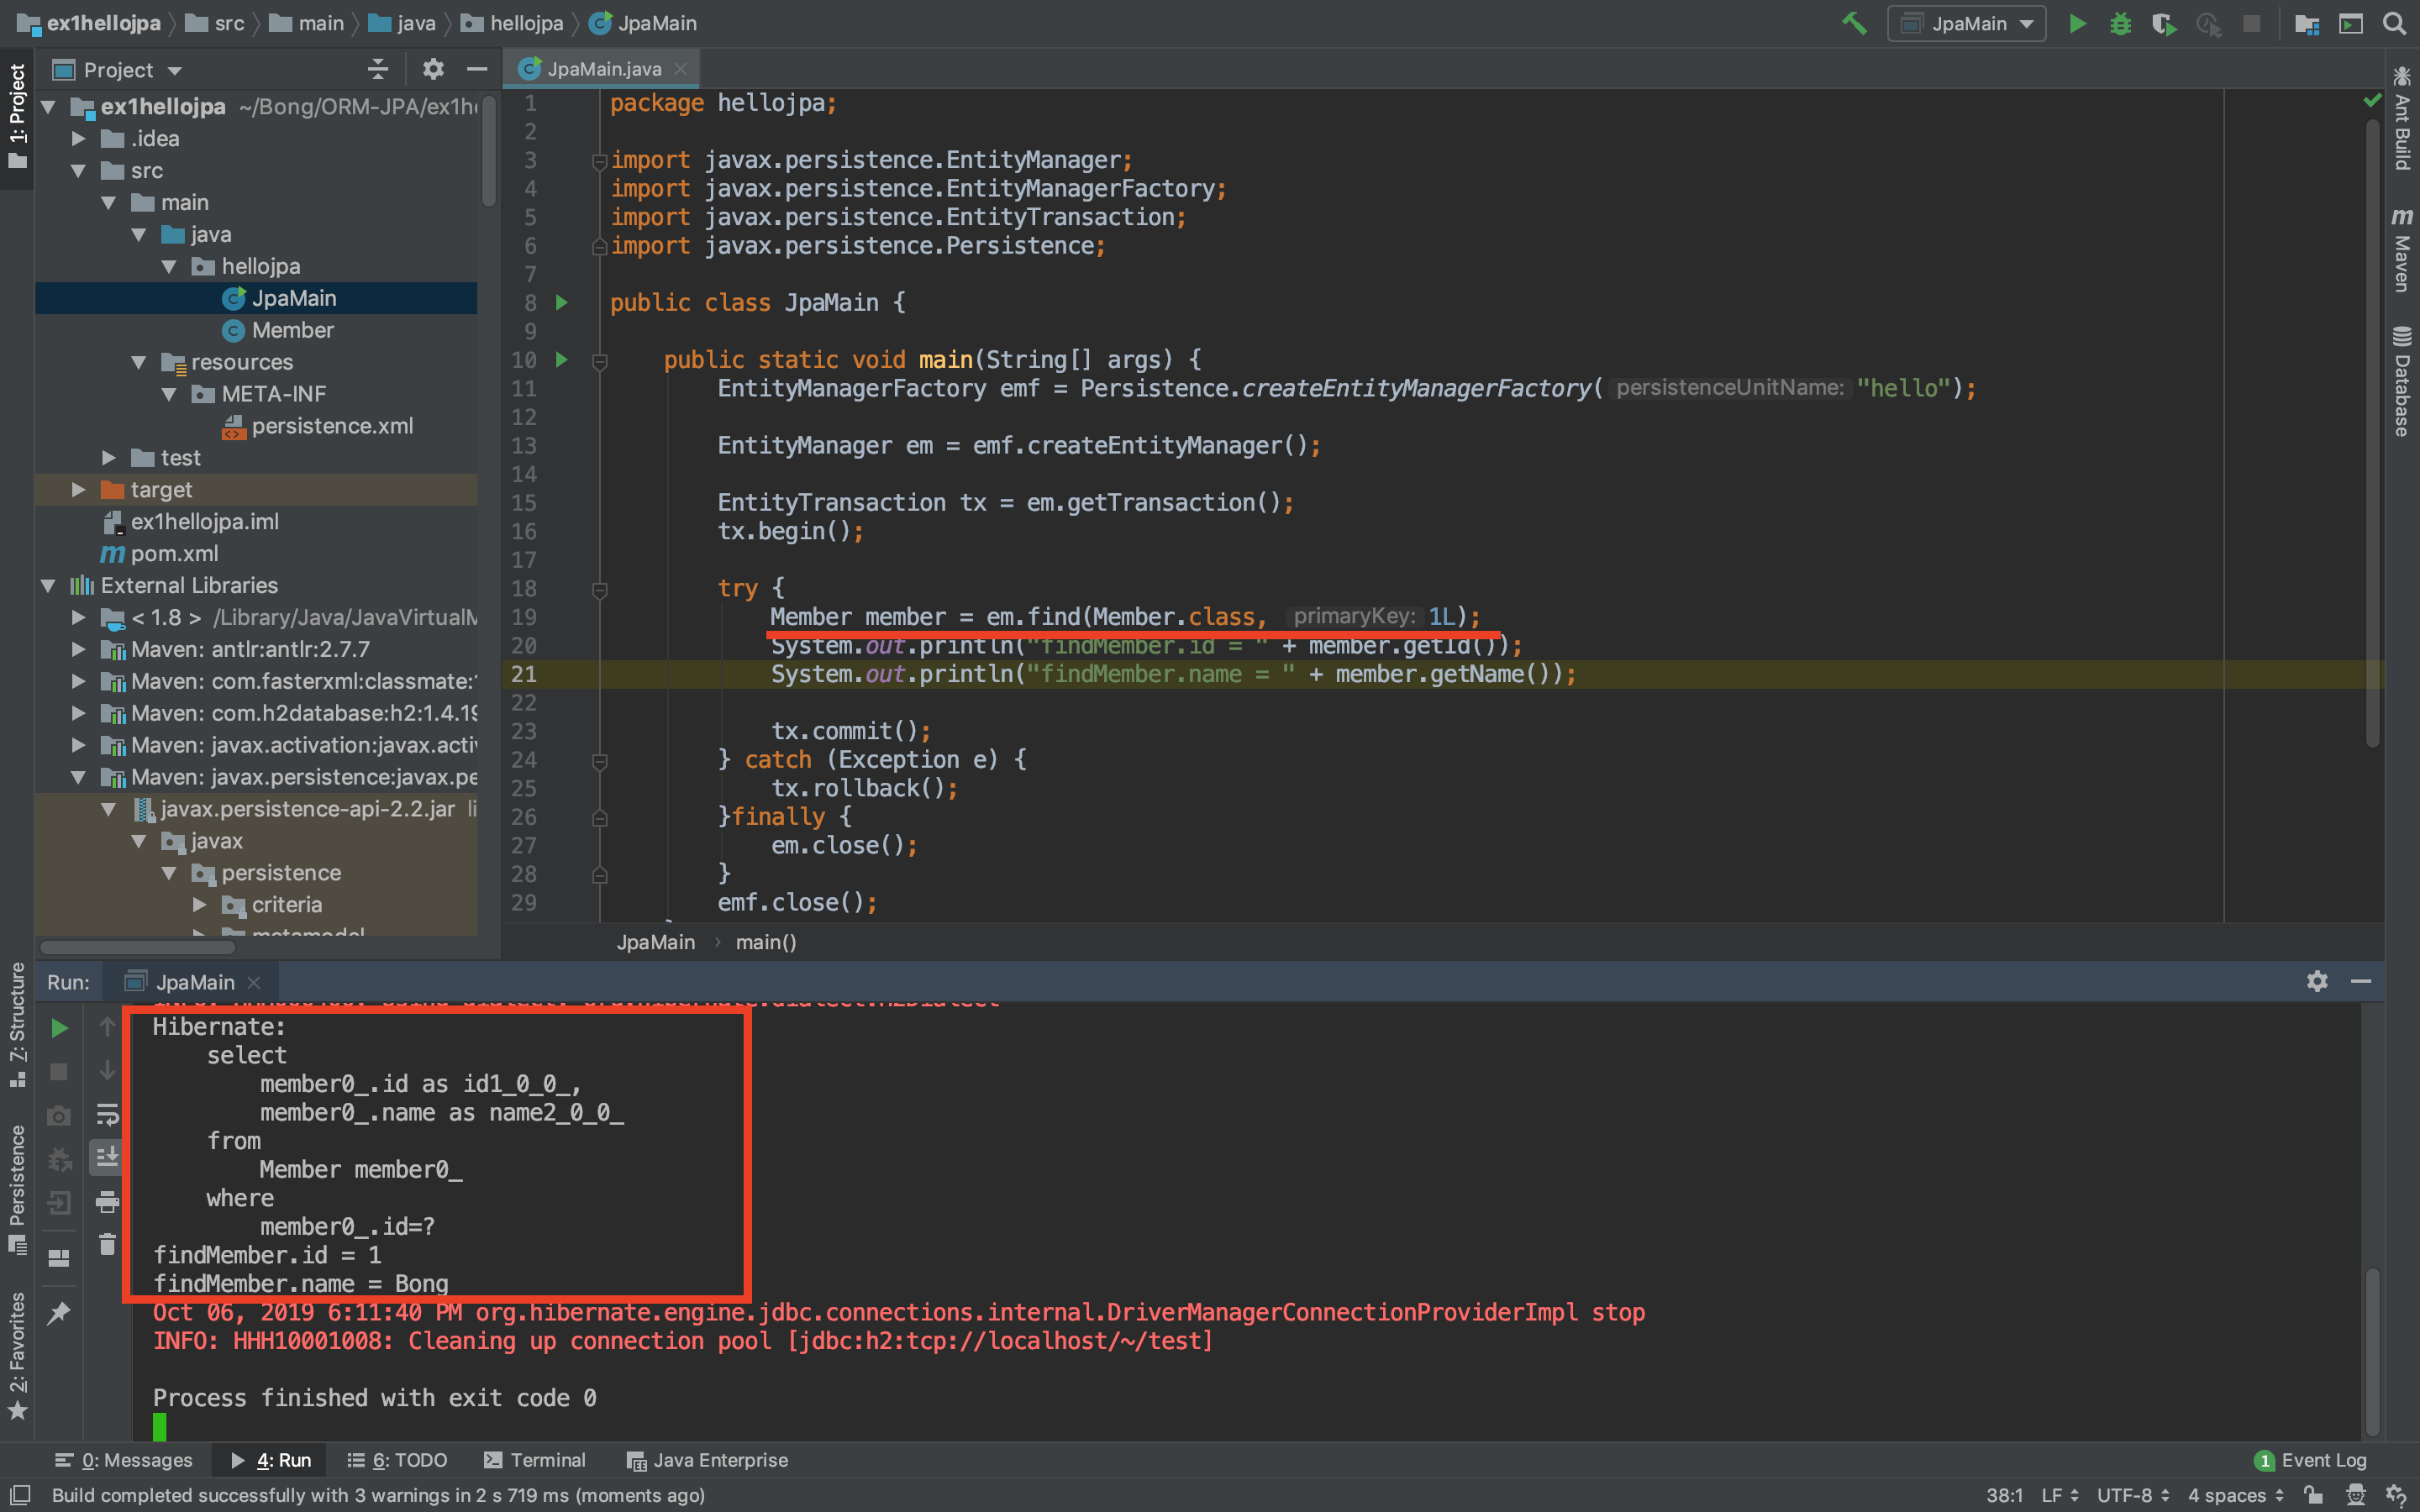 ex1hellojpa src main java hellojpa JpaMain
JpaMain
1: Project
Project
JpaMain.java
ex1hellojpa ~/Bong/ORM-JPA/ex1h
.idea
src
main
java
hellojpa
JpaMain
Member
resources
META-INF
persistence.xml
test
target
ex1hellojpa.iml
pom.xml
External Libraries
< 1.8 > /Library/Java/JavaVirtualM
Maven: antlr:antlr:2.7.7
Maven: com.fasterxml:classmate:
Maven: com.h2database:h2:1.4.19
Maven: javax.activation:javax.activ
Maven: javax.persistence:javax.pe
javax.persistence-api-2.2.jar li
javax
persistence
criteria
metamodel
1 package hellojpa;
2
3 import javax.persistence.EntityManager;
4 import javax.persistence.EntityManagerFactory;
5 import javax.persistence.EntityTransaction;
6 import javax.persistence.Persistence;
7
8 public class JpaMain {
9
10 public static void main(String[] args) {
11 EntityManagerFactory emf = Persistence.createEntityManagerFactory( persistenceUnitName: "hello");
12
13 EntityManager em = emf.createEntityManager();
14
15 EntityTransaction tx = em.getTransaction();
16 tx.begin();
17
18 try {
19 Member member = em.find(Member.class, primaryKey: 1L);
20 System.out.println("findMember.id = " + member.getId());
21 System.out.println("findMember.name = " + member.getName());
22
23 tx.commit();
24 } catch (Exception e) {
25 tx.rollback();
26 }finally {
27 em.close();
28 }
29 emf.close();
JpaMain › main()
Ant Build
Maven
Database
Run: JpaMain
7: Structure
Persistence
2: Favorites
INFO: HHH000400: Using dialect: org.hibernate.dialect.H2Dialect
Hibernate:
select
member0_.id as id1_0_0_,
member0_.name as name2_0_0_
from
Member member0_
where
member0_.id=?
findMember.id = 1
findMember.name = Bong
Oct 06, 2019 6:11:40 PM org.hibernate.engine.jdbc.connections.internal.DriverManagerConnectionProviderImpl stop
INFO: HHH10001008: Cleaning up connection pool [jdbc:h2:tcp://localhost/~/test]
Process finished with exit code 0
0: Messages 4: Run 6: TODO Terminal Java Enterprise 1 Event Log
Build completed successfully with 3 warnings in 2 s 719 ms (moments ago) 38:1 LF UTF-8 4 spaces